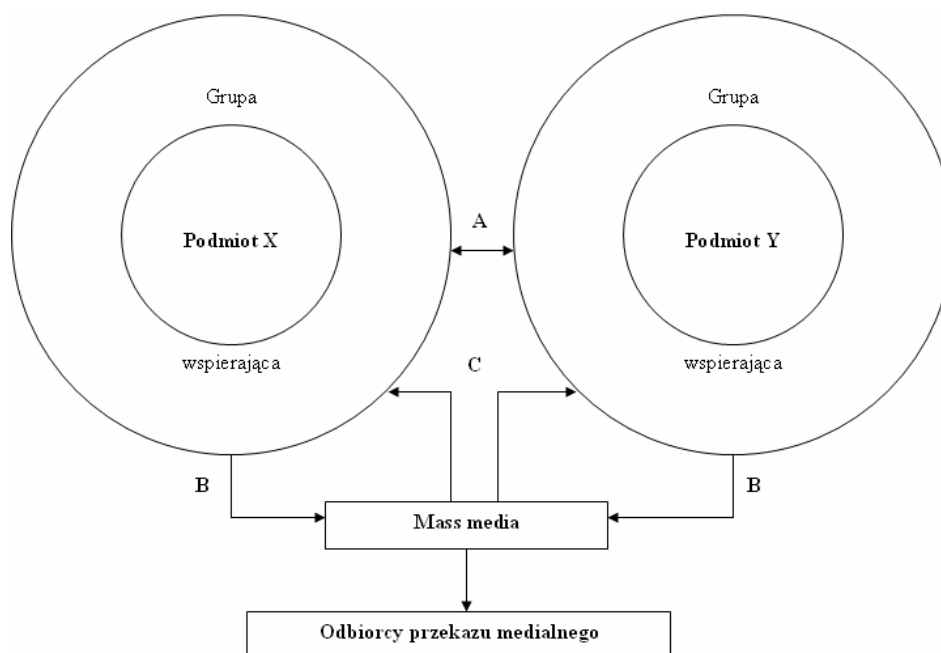 Grupa
Grupa
Podmiot X
A
Podmiot Y
wspierająca
C
wspierająca
B
B
Mass media
Odbiorcy przekazu medialnego